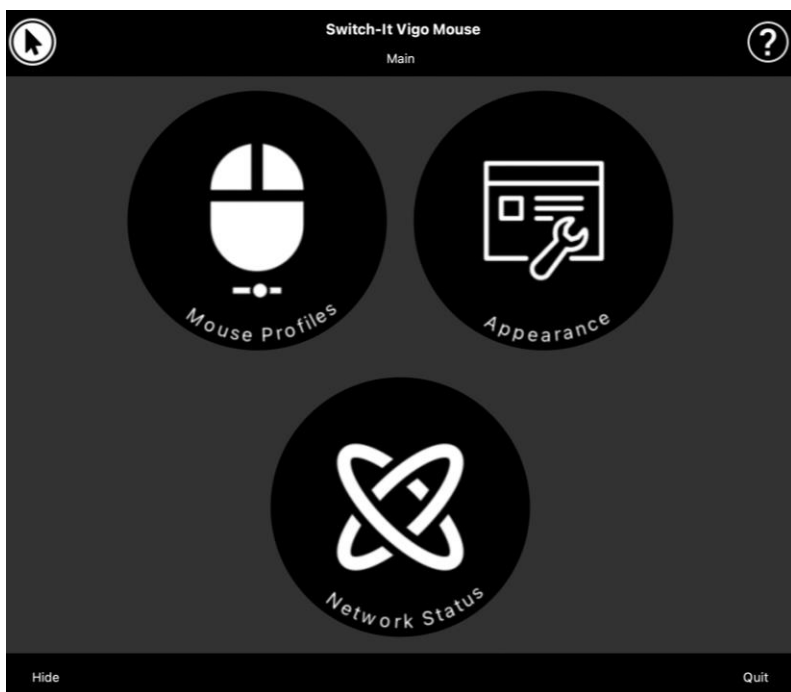 Switch-It Vigo Mouse
Main
?
Mouse Profiles
Appearance
Network Status
Hide
Quit